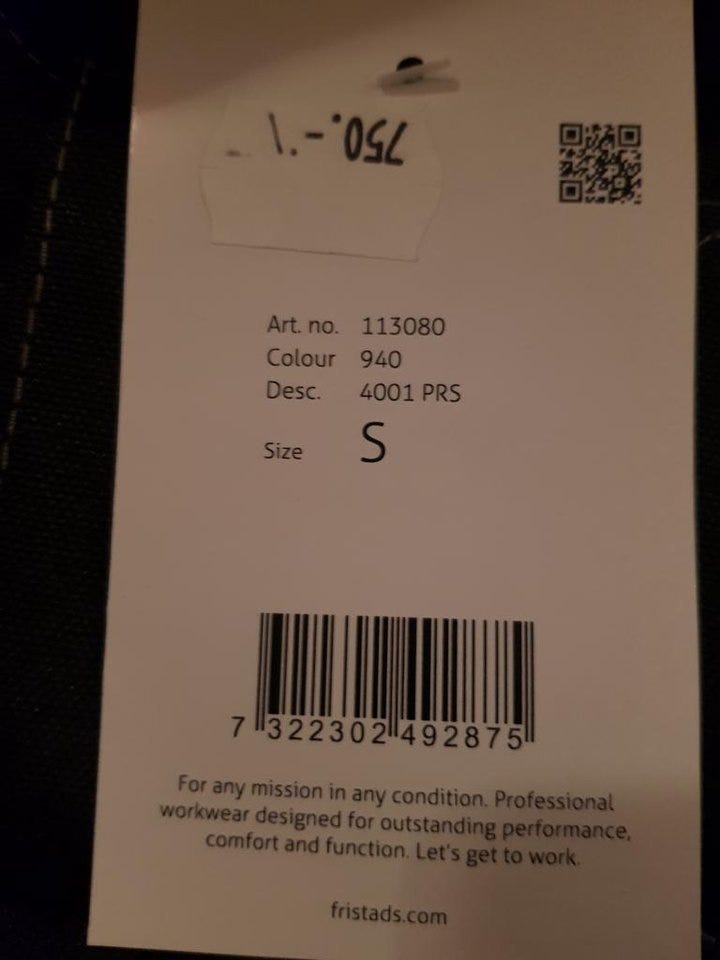 750.-
Art. no. 113080
Colour 940
Desc. 4001 PRS
Size S
7 322302 492875
For any mission in any condition. Professional
workwear designed for outstanding performance,
comfort and function. Let's get to work.
fristads.com